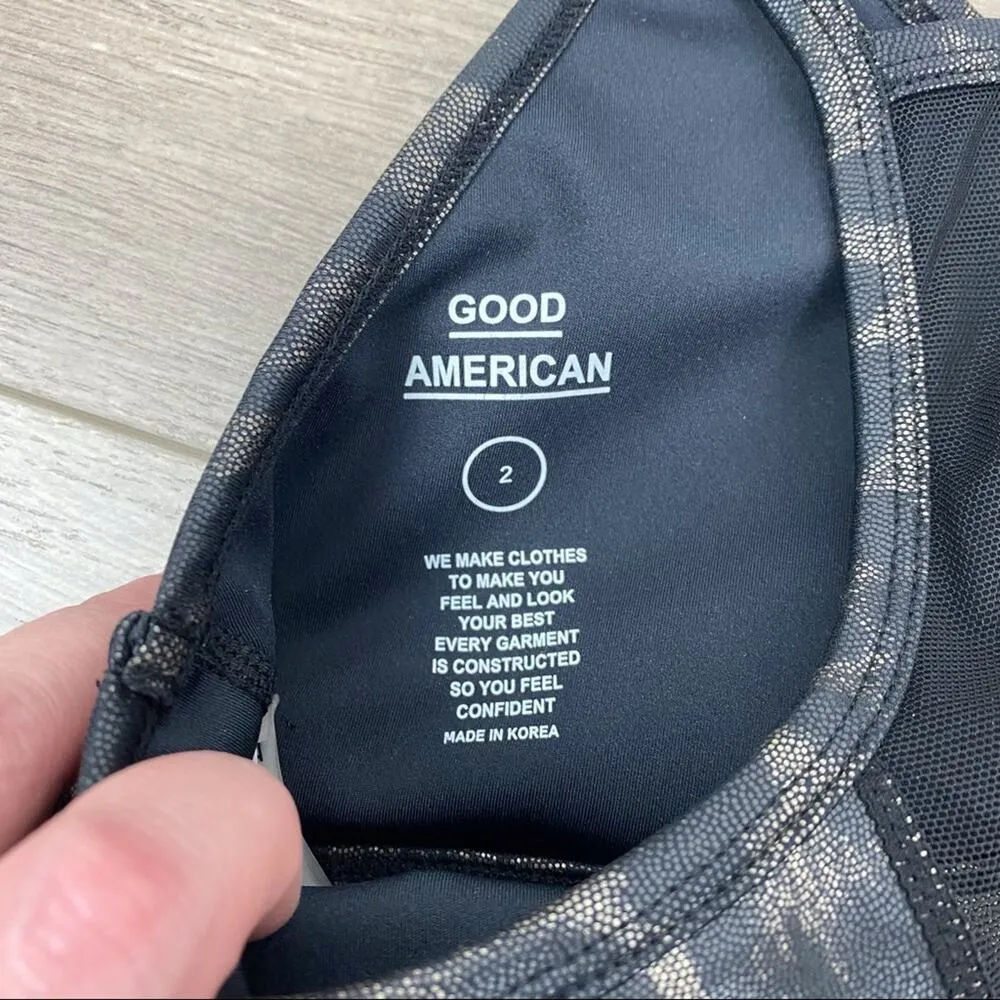 GOOD
AMERICAN
2
WE MAKE CLOTHES
TO MAKE YOU
FEEL AND LOOK
YOUR BEST
EVERY GARMENT
IS CONSTRUCTED
SO YOU FEEL
CONFIDENT
MADE IN KOREA